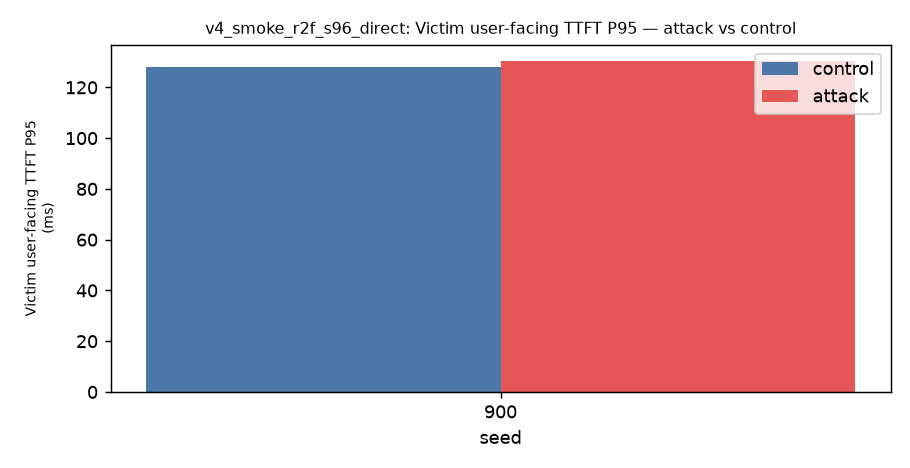 v4_smoke_r2f_s96_direct: Victim user-facing TTFT P95 — attack vs control
Victim user-facing TTFT P95
(ms)
120
100
80
60
40
20
0
control
attack
900
seed